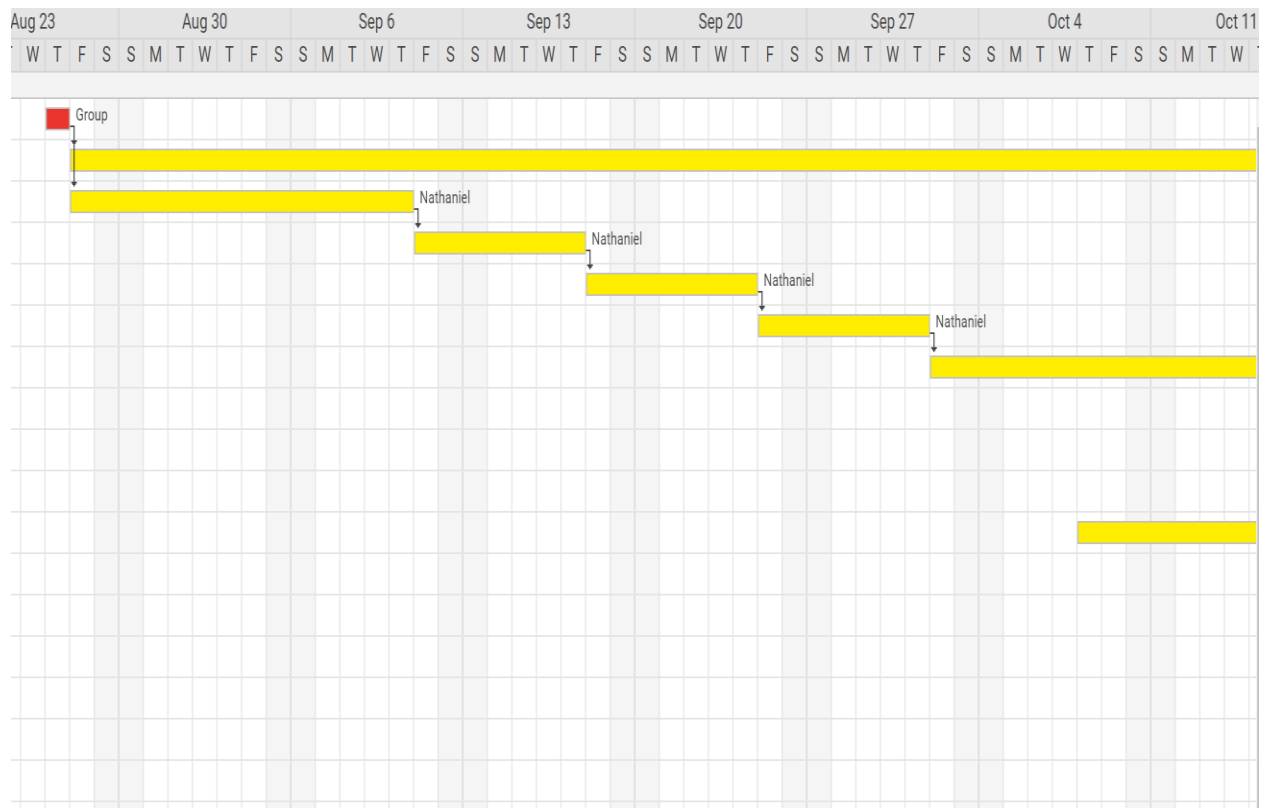 Aug 23 Aug 30 Sep 6 Sep 13 Sep 20 Sep 27 Oct 4 Oct 11
W T F S S M T W T F S S M T W T F S S M T W T F S S M T W T F S S M T W T F S S M T W T F S S M T W
Group
Nathaniel
Nathaniel
Nathaniel
Nathaniel